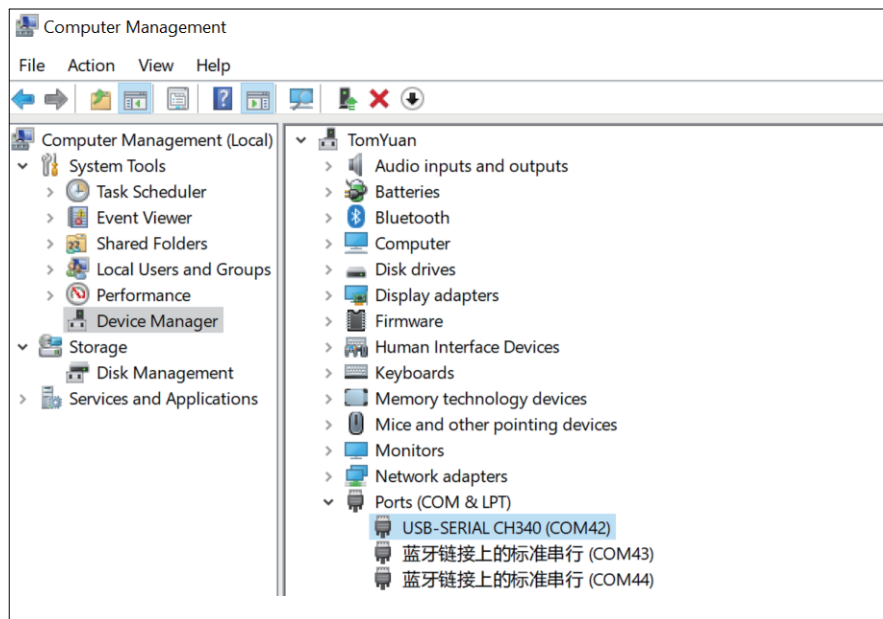 Computer Management
File Action View Help
Computer Management (Local)
System Tools
Task Scheduler
Event Viewer
Shared Folders
Local Users and Groups
Performance
Device Manager
Storage
Disk Management
Services and Applications
TomYuan
Audio inputs and outputs
Batteries
Bluetooth
Computer
Disk drives
Display adapters
Firmware
Human Interface Devices
Keyboards
Memory technology devices
Mice and other pointing devices
Monitors
Network adapters
Ports (COM & LPT)
USB-SERIAL CH340 (COM42)
蓝牙链接上的标准串行 (COM43)
蓝牙链接上的标准串行 (COM44)